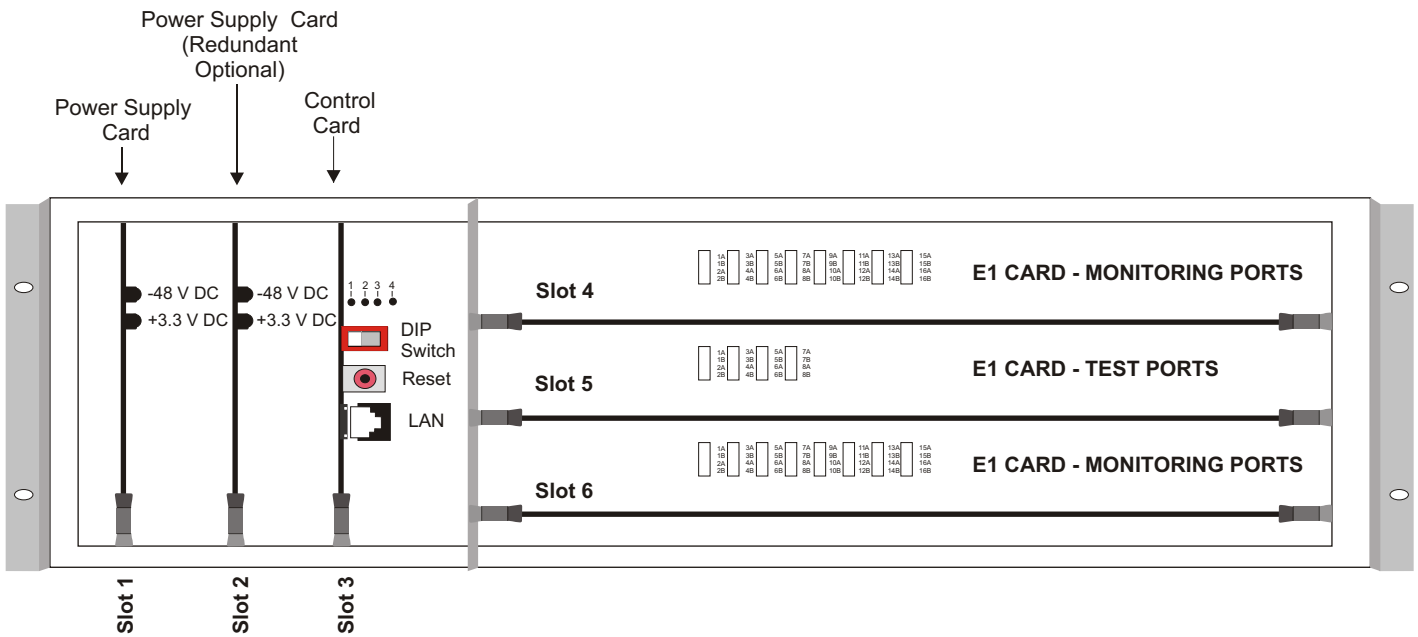 Power Supply Card
(Redundant
Optional)
Power Supply
Card
Control
Card
-48 V DC
+3.3 V DC
-48 V DC
+3.3 V DC
1 2 3 4
DIP
Switch
Reset
LAN
Slot 4
1A 3A 5A 7A 9A 11A 13A 15A
1B 3B 5B 7B 9B 11B 13B 15B
2A 4A 6A 8A 10A 12A 14A 16A
2B 4B 6B 8B 10B 12B 14B 16B
E1 CARD - MONITORING PORTS
Slot 5
1A 3A 5A 7A
1B 3B 5B 7B
2A 4A 6A 8A
2B 4B 6B 8B
E1 CARD - TEST PORTS
Slot 6
1A 3A 5A 7A 9A 11A 13A 15A
1B 3B 5B 7B 9B 11B 13B 15B
2A 4A 6A 8A 10A 12A 14A 16A
2B 4B 6B 8B 10B 12B 14B 16B
E1 CARD - MONITORING PORTS
Slot 1
Slot 2
Slot 3